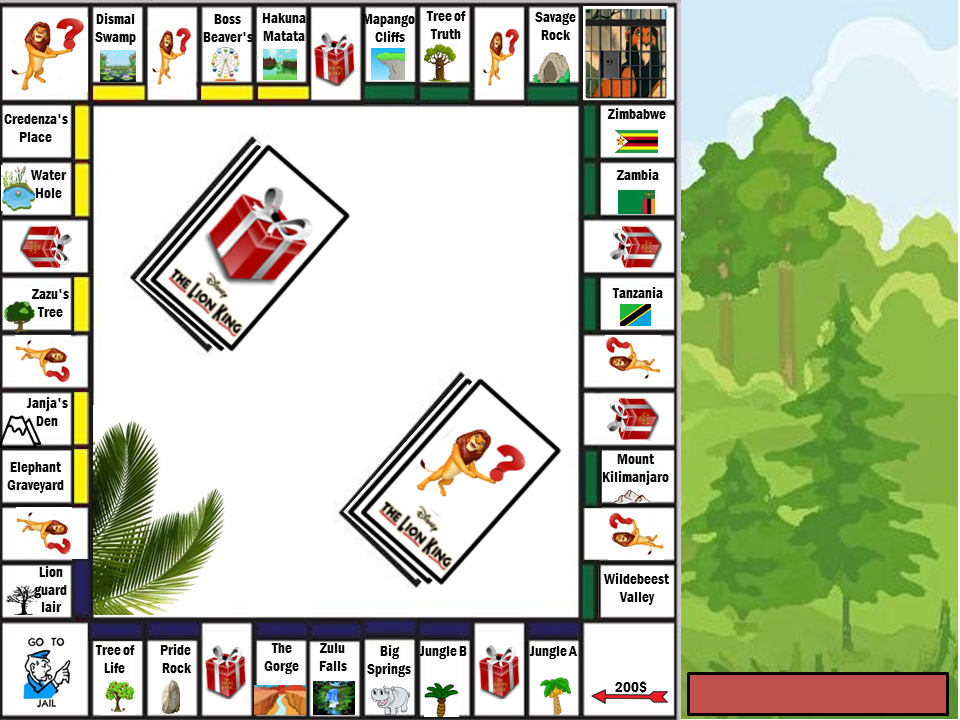 Dismal
Swamp
Boss
Beaver's
Hakuna
Matata
Mapango
Cliffs
Tree of
Truth
Savage
Rock
Credenza's
Place
Water
Hole
Zazu's
Tree
Janja's
Den
Elephant
Graveyard
Lion
guard
lair
Zimbabwe
Zambia
Tanzania
Mount
Kilimanjaro
Wildebeest
Valley
Disney
THE LION KING
Disney
THE LION KING
GO TO
JAIL
Tree of
Life
Pride
Rock
The
Gorge
Zulu
Falls
Big
Springs
Jungle B
Jungle A
200$